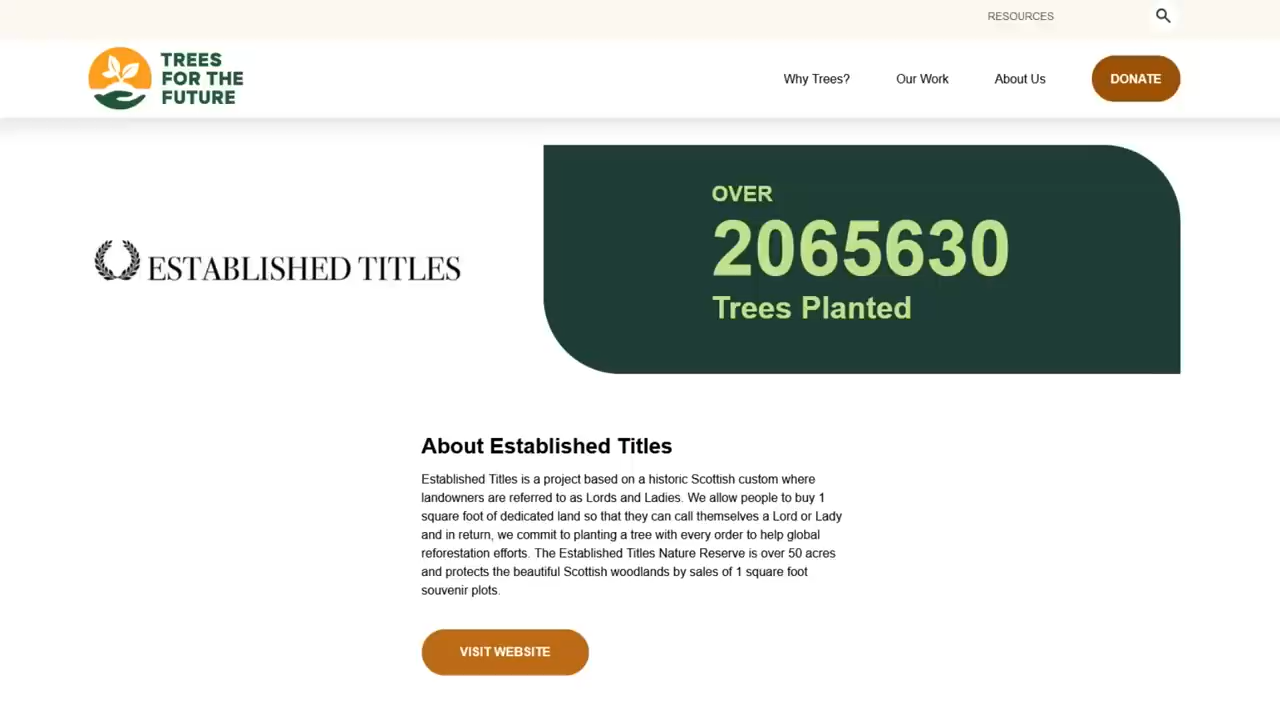 RESOURCES
TREES
FOR THE
FUTURE
Why Trees?
Our Work
About Us
DONATE
ESTABLISHED TITLES
OVER
2065630
Trees Planted
About Established Titles
Established Titles is a project based on a historic Scottish custom where
landowners are referred to as Lords and Ladies. We allow people to buy 1
square foot of dedicated land so that they can call themselves a Lord or Lady
and in return, we commit to planting a tree with every order to help global
reforestation efforts. The Established Titles Nature Reserve is over 50 acres
and protects the beautiful Scottish woodlands by sales of 1 square foot
souvenir plots.
VISIT WEBSITE